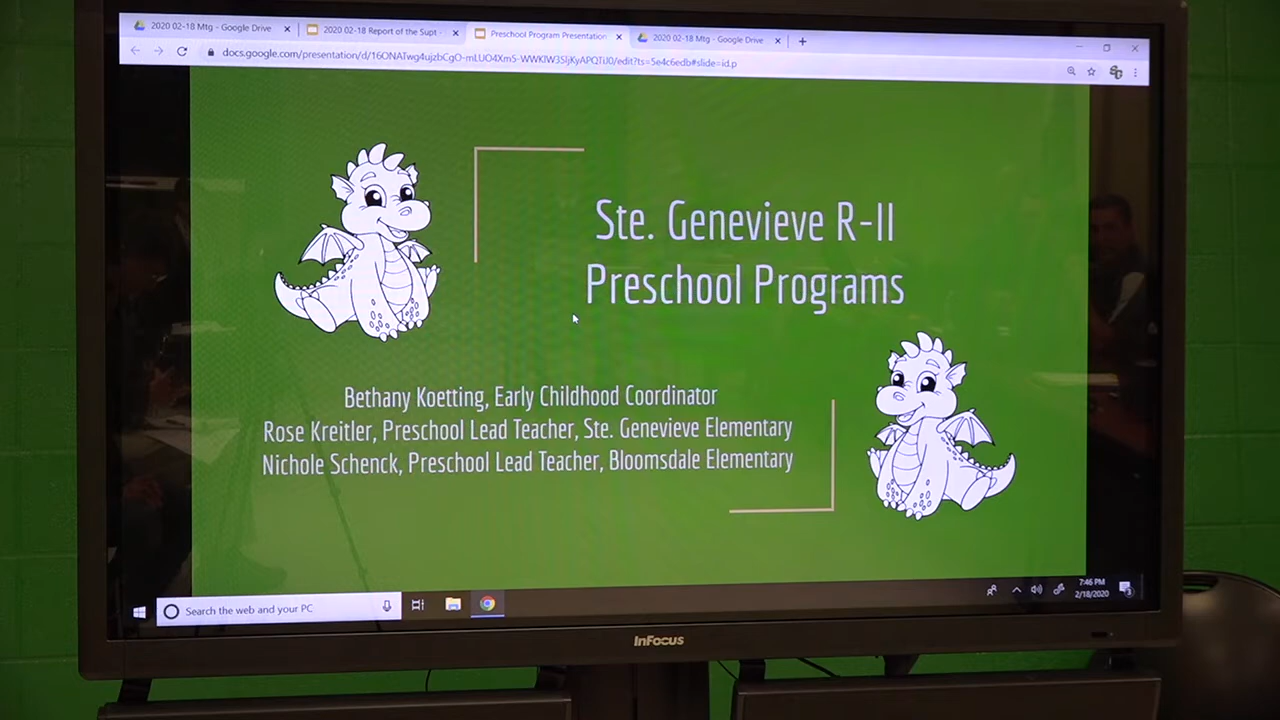 2020 02-18 Mtg - Google Drive
2020 02-18 Report of the Supt -
Preschool Program Presentation
2020 02-18 Mtg - Google Drive
Ste. Genevieve R-II
Preschool Programs
Bethany Koetting, Early Childhood Coordinator
Rose Kreitler, Preschool Lead Teacher, Ste. Genevieve Elementary
Nichole Schenck, Preschool Lead Teacher, Bloomsdale Elementary
Search the web and your PC
7:46 PM
2/18/2020
InFocus